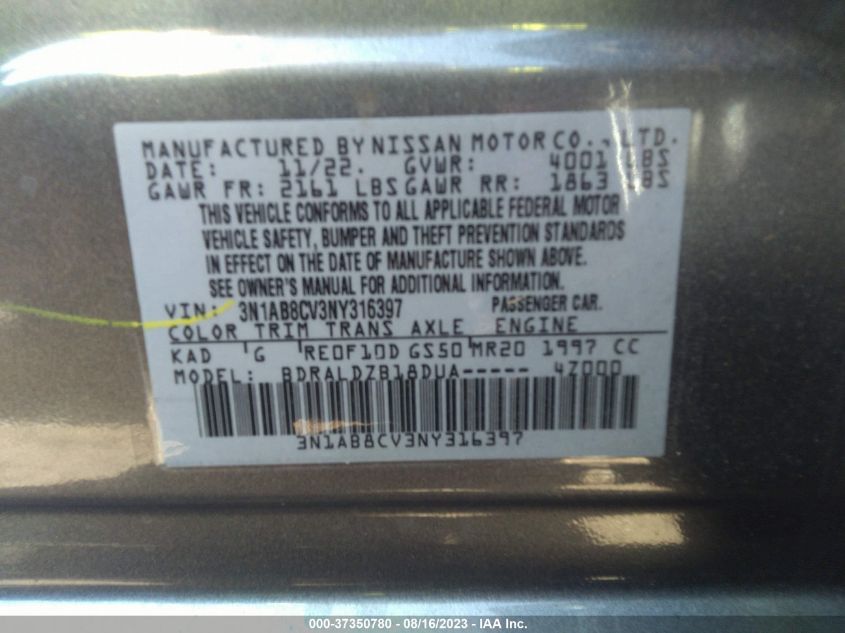 MANUFACTURED BY NISSAN MOTOR CO., LTD.
DATE: 11/22. GVWR: 4001 LBS
GAWR FR: 2161 LBS GAWR RR: 1863 LBS
THIS VEHICLE CONFORMS TO ALL APPLICABLE FEDERAL MOTOR
VEHICLE SAFETY, BUMPER AND THEFT PREVENTION STANDARDS
IN EFFECT ON THE DATE OF MANUFACTURE SHOWN ABOVE.
SEE OWNER'S MANUAL FOR ADDITIONAL INFORMATION.
VIN: 3N1AB8CV3NY316397 PASSENGER CAR.
COLOR TRIM TRANS AXLE ENGINE
KAD G RE0F10D GS50 MR20 1997 CC
MODEL: BDRALDZB18DUA----- 4Z000
3N1AB8CV3NY316397
000-37350780 - 08/16/2023 - IAA Inc.